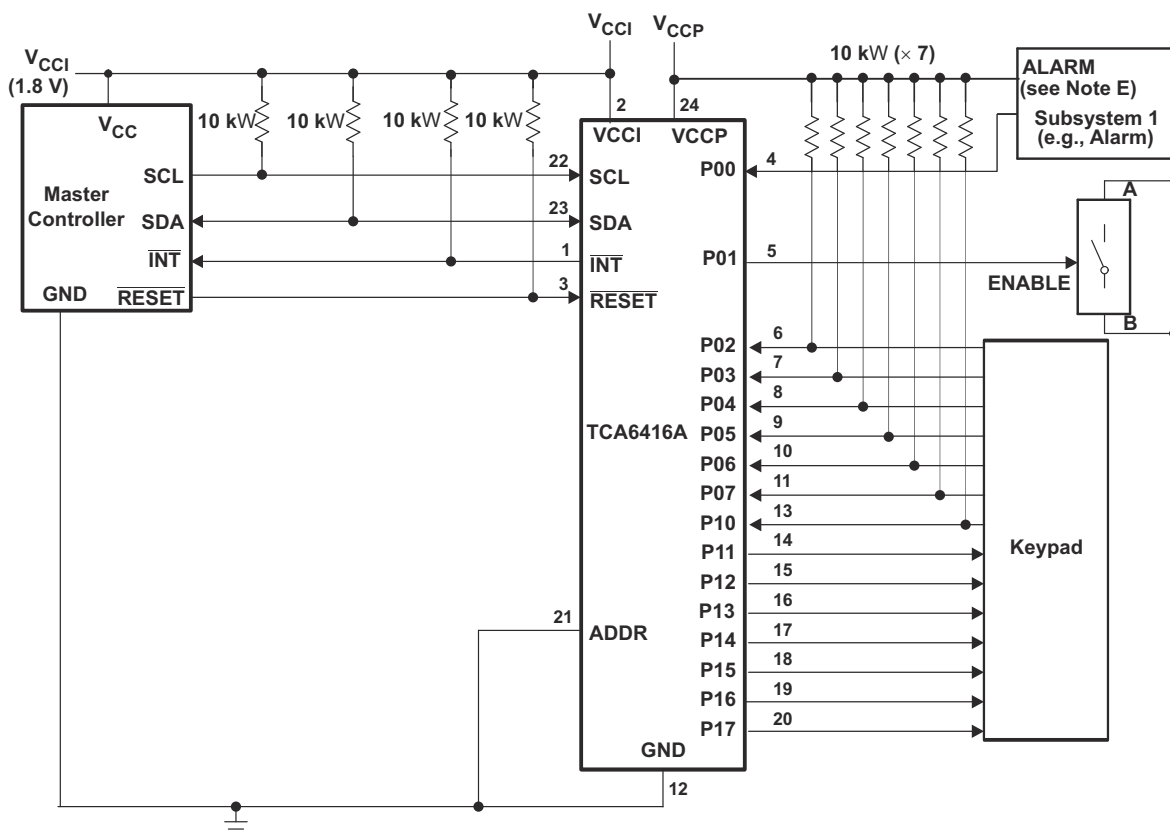 VCCI
(1.8 V)
VCCI
VCCP
10 kW (× 7)
10 kW
10 kW
10 kW
10 kW
ALARM
(see Note E)
Subsystem 1
(e.g., Alarm)
Master
Controller
VCC
SCL
SDA
INT
RESET
GND
2
24
VCCI
VCCP
22
SCL
23
SDA
1
INT
3
RESET
P00
4
P01
5
ENABLE
A
B
P02
6
P03
7
P04
8
P05
9
P06
10
P07
11
P10
13
P11
14
P12
15
P13
16
P14
17
P15
18
P16
19
P17
20
TCA6416A
Keypad
21
ADDR
GND
12